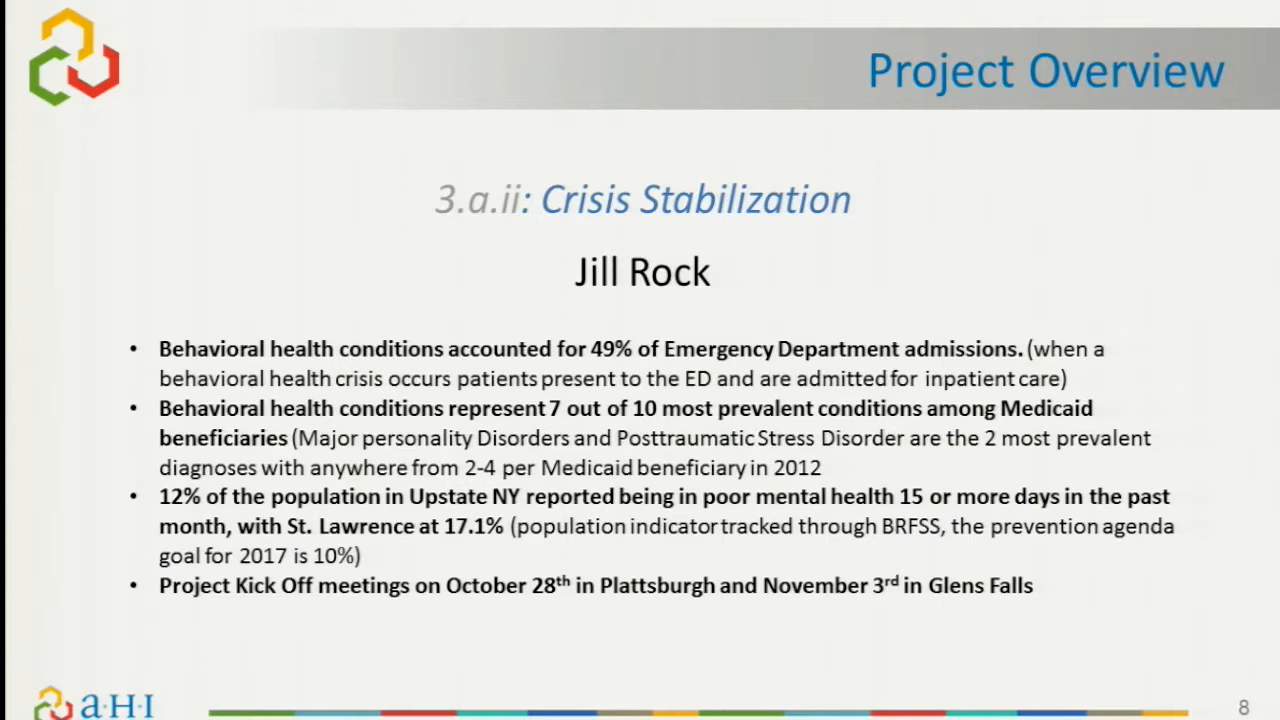 Project Overview
3.a.ii: Crisis Stabilization
Jill Rock
• Behavioral health conditions accounted for 49% of Emergency Department admissions. (when a
behavioral health crisis occurs patients present to the ED and are admitted for inpatient care)
• Behavioral health conditions represent 7 out of 10 most prevalent conditions among Medicaid
beneficiaries (Major personality Disorders and Posttraumatic Stress Disorder are the 2 most prevalent
diagnoses with anywhere from 2-4 per Medicaid beneficiary in 2012
• 12% of the population in Upstate NY reported being in poor mental health 15 or more days in the past
month, with St. Lawrence at 17.1% (population indicator tracked through BRFSS, the prevention agenda
goal for 2017 is 10%)
• Project Kick Off meetings on October 28th in Plattsburgh and November 3rd in Glens Falls
a·H·I
8